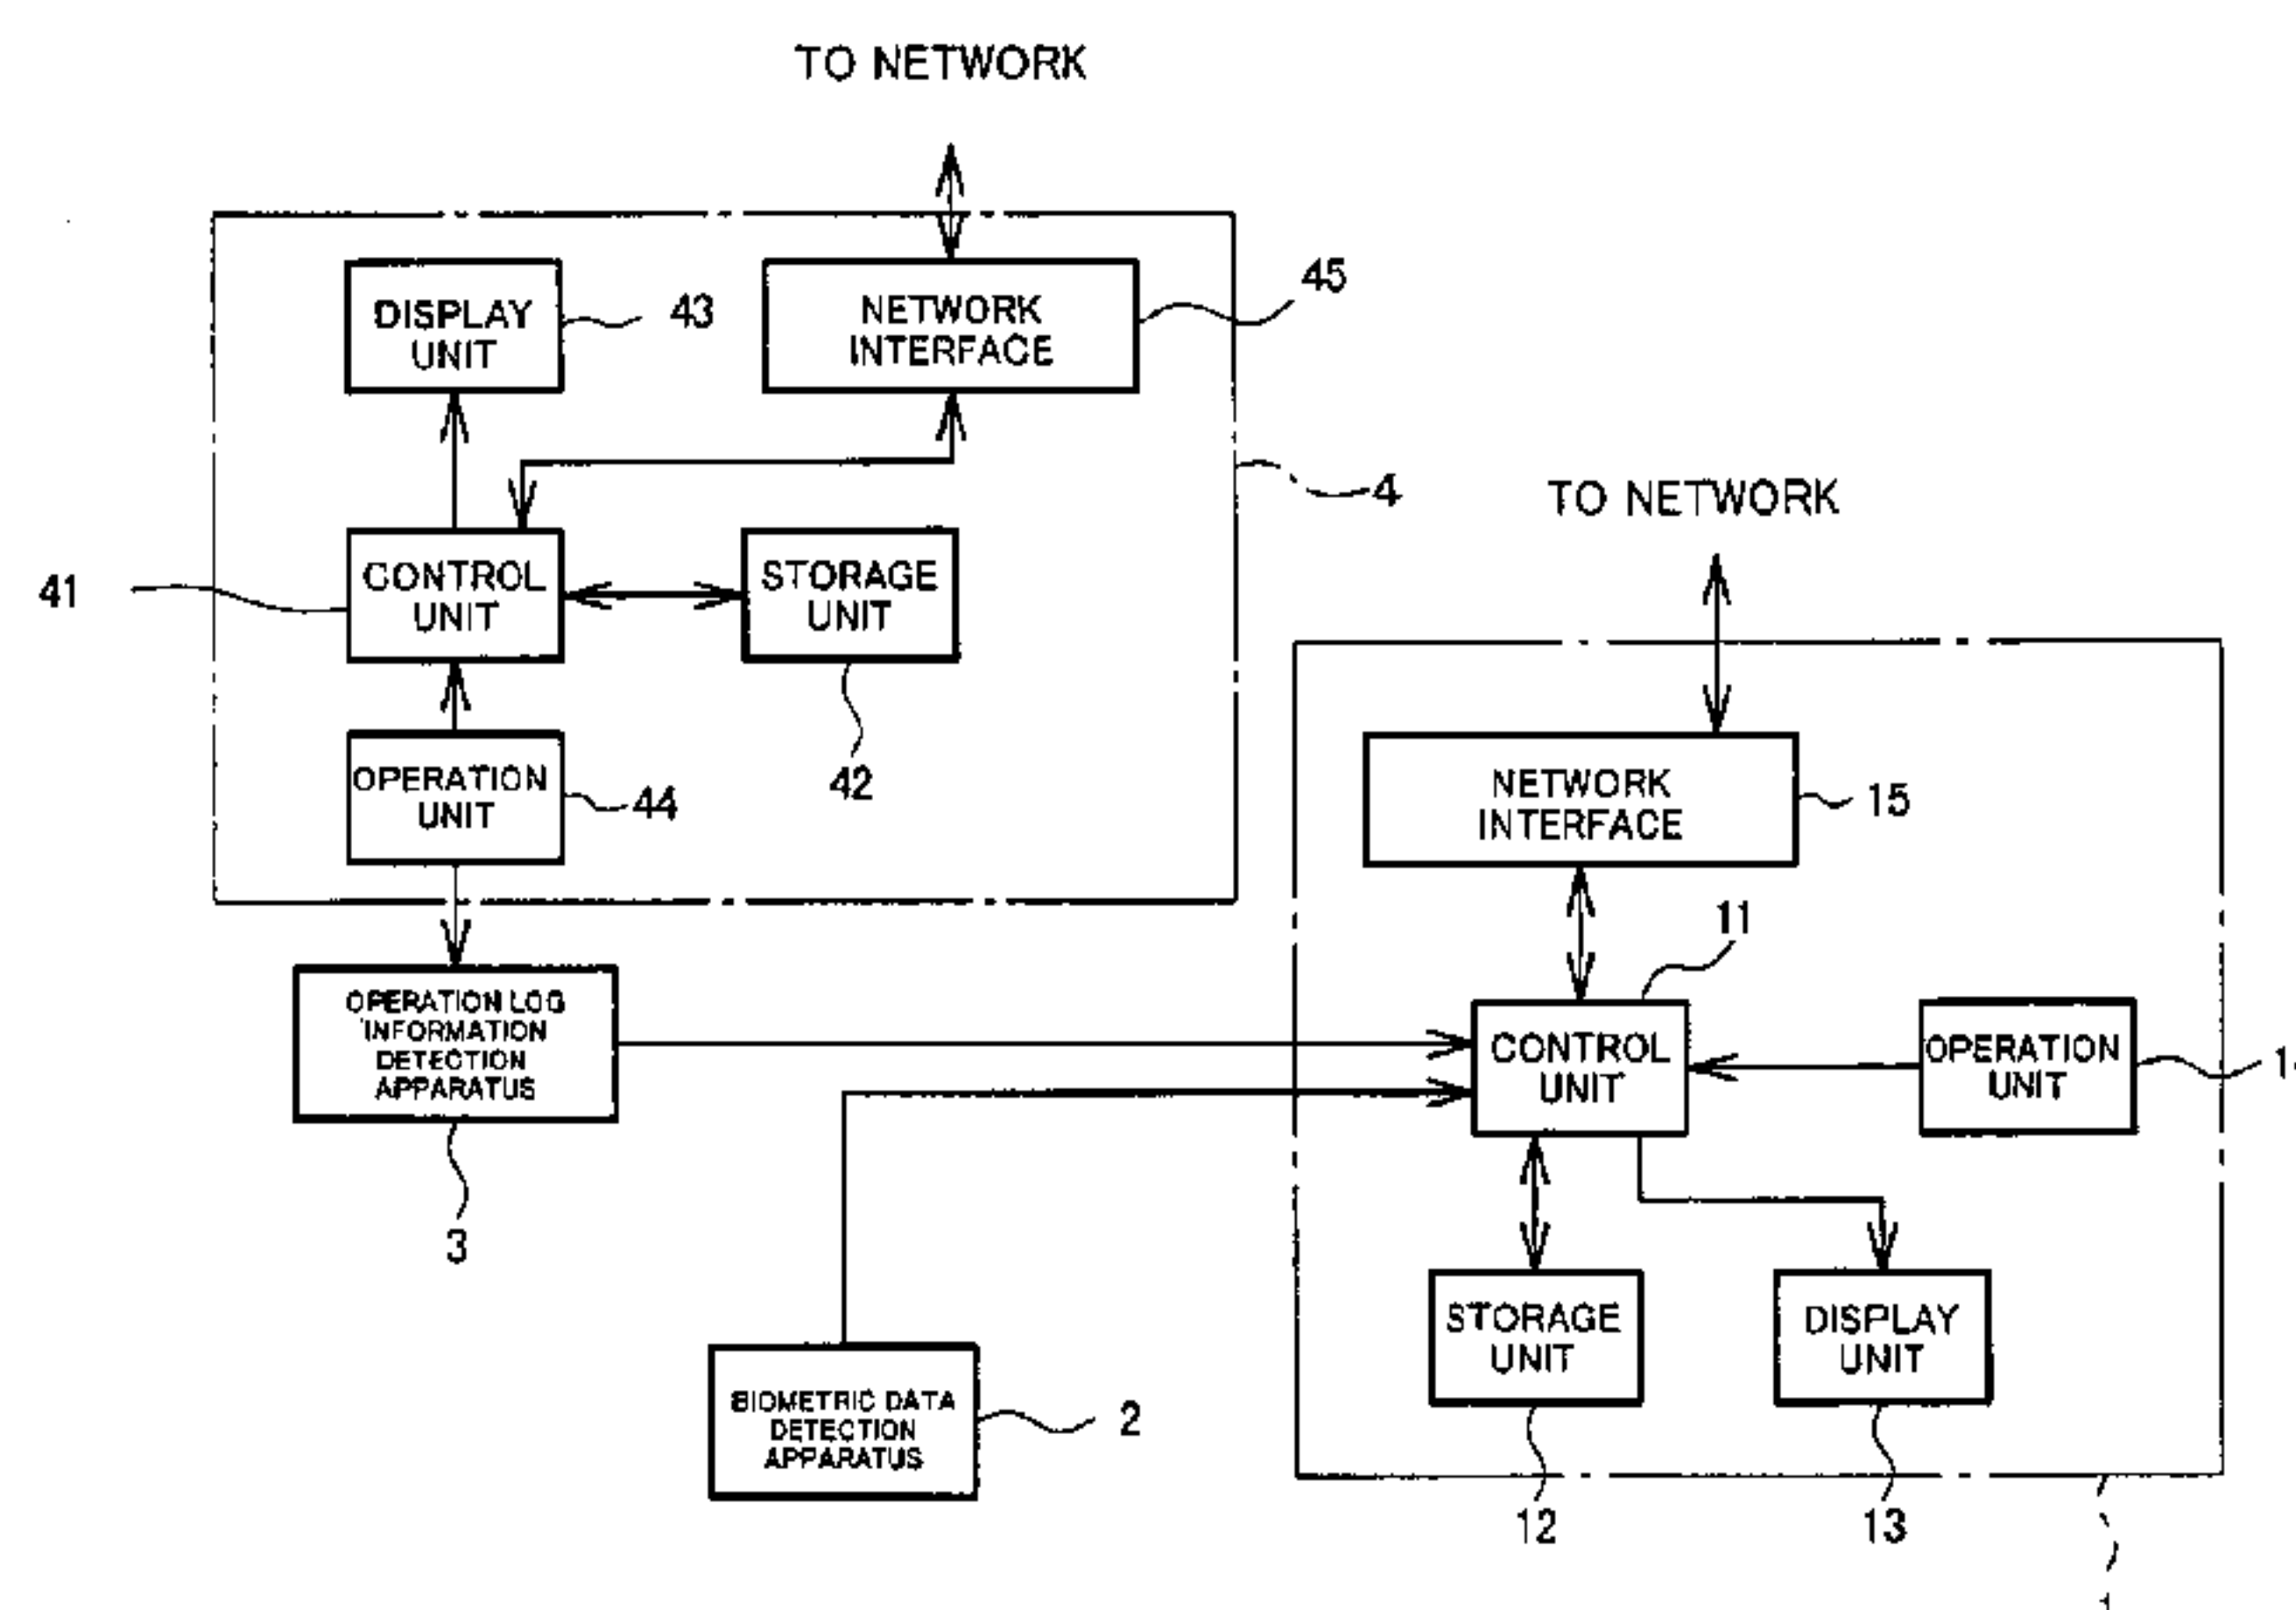 TO NETWORK
DISPLAY
UNIT
43
NETWORK
INTERFACE
45
4
TO NETWORK
41
CONTROL
UNIT
STORAGE
UNIT
42
OPERATION
UNIT
44
NETWORK
INTERFACE
15
11
OPERATION LOG
INFORMATION
DETECTION
APPARATUS
3
CONTROL
UNIT
OPERATION
UNIT
STORAGE
UNIT
12
DISPLAY
UNIT
13
BIOMETRIC DATA
DETECTION
APPARATUS
2
1